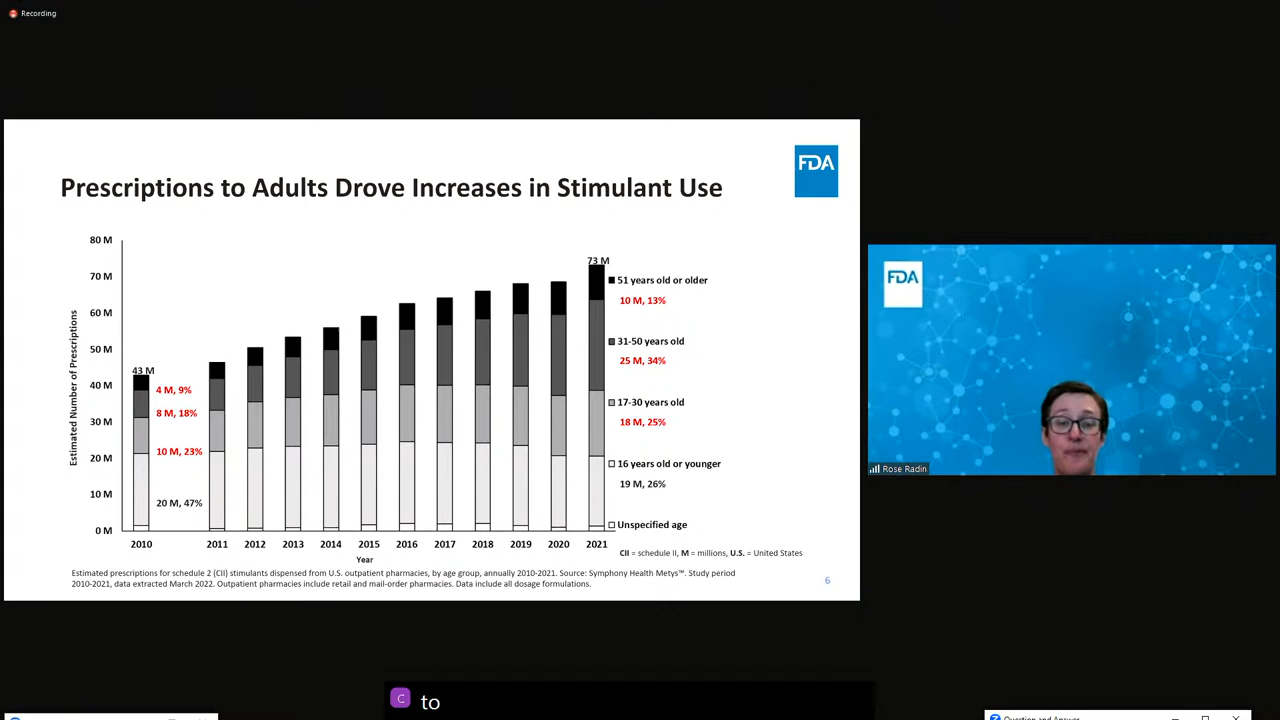 Recording
FDA
Prescriptions to Adults Drove Increases in Stimulant Use
80 M
70 M
60 M
50 M
40 M
30 M
20 M
10 M
0 M
Estimated Number of Prescriptions
43 M
4 M, 9%
8 M, 18%
10 M, 23%
20 M, 47%
73 M
51 years old or older
10 M, 13%
31-50 years old
25 M, 34%
17-30 years old
18 M, 25%
16 years old or younger
19 M, 26%
Unspecified age
2010 2011 2012 2013 2014 2015 2016 2017 2018 2019 2020 2021
Year
CII = schedule II, M = millions, U.S. = United States
Estimated prescriptions for schedule 2 (CII) stimulants dispensed from U.S. outpatient pharmacies, by age group, annually 2010-2021. Source: Symphony Health Metys™. Study period
2010-2021, data extracted March 2022. Outpatient pharmacies include retail and mail-order pharmacies. Data include all dosage formulations.
6
FDA
Rose Radin
C to
Question and Answer